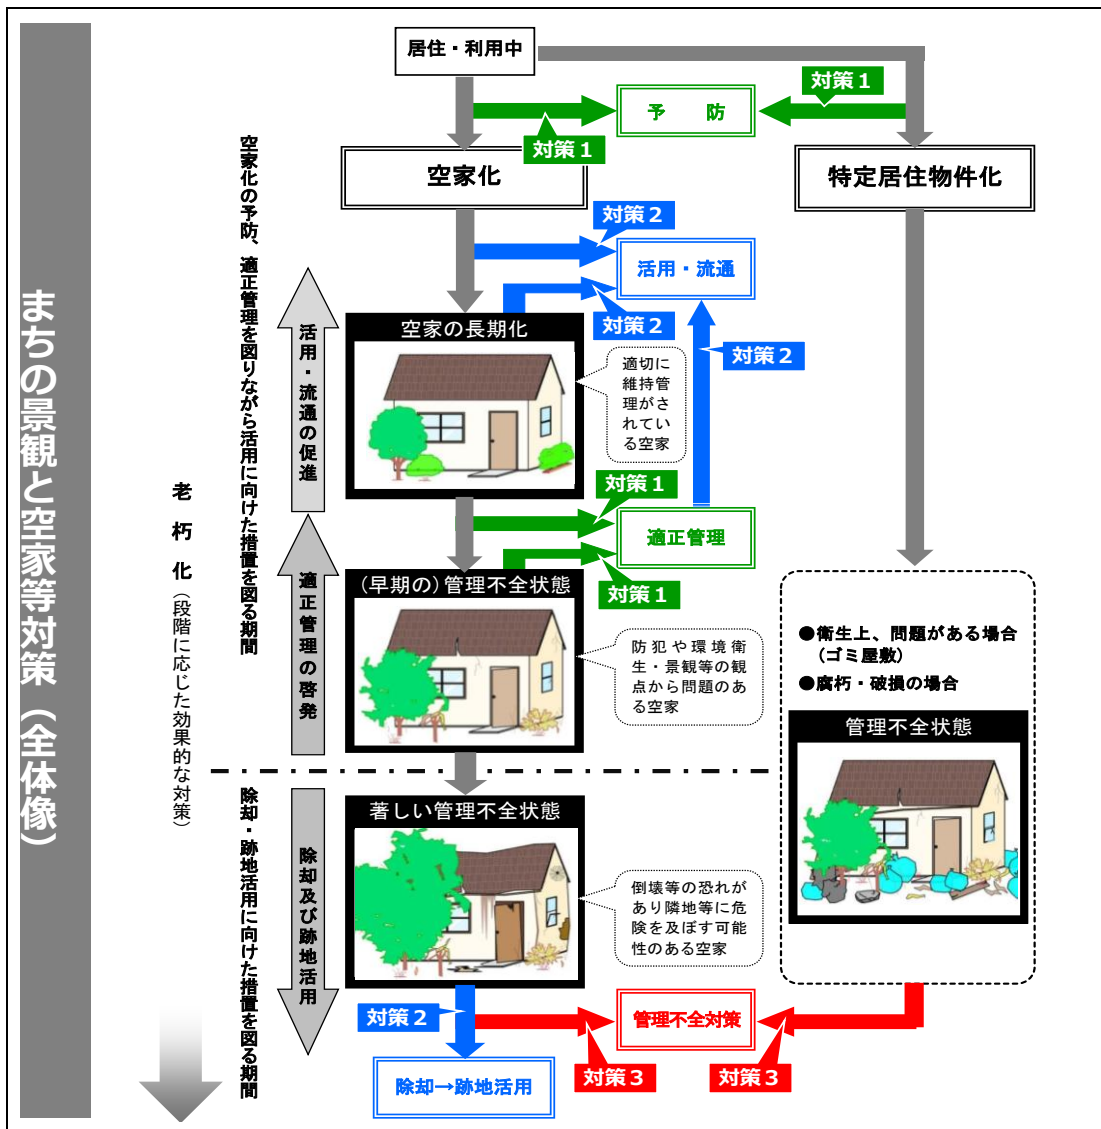 まちの景観と空家等対策（全体像）
老朽化（段階に応じた効果的な対策）
空家化の予防、適正管理を図りながら活用に向けた措置を図る期間
除却・跡地活用に向けた措置を図る期間
活用・流通の促進
適正管理の啓発
除却及び跡地活用
居住・利用中
対策１
予　防
対策１
空家化
特定居住物件化
対策２
活用・流通
対策２
対策２
空家の長期化
適切に
維持管
理がさ
れてい
る空家
対策１
適正管理
対策１
(早期の)管理不全状態
防犯や環境衛
生・景観等の観
点から問題のあ
る空家
●衛生上、問題がある場合
(ゴミ屋敷)
●腐朽・破損の場合
管理不全状態
著しい管理不全状態
倒壊等の恐れが
あり隣地等に危
険を及ぼす可能
性のある空家
対策２
管理不全対策
対策３
対策３
除却→跡地活用